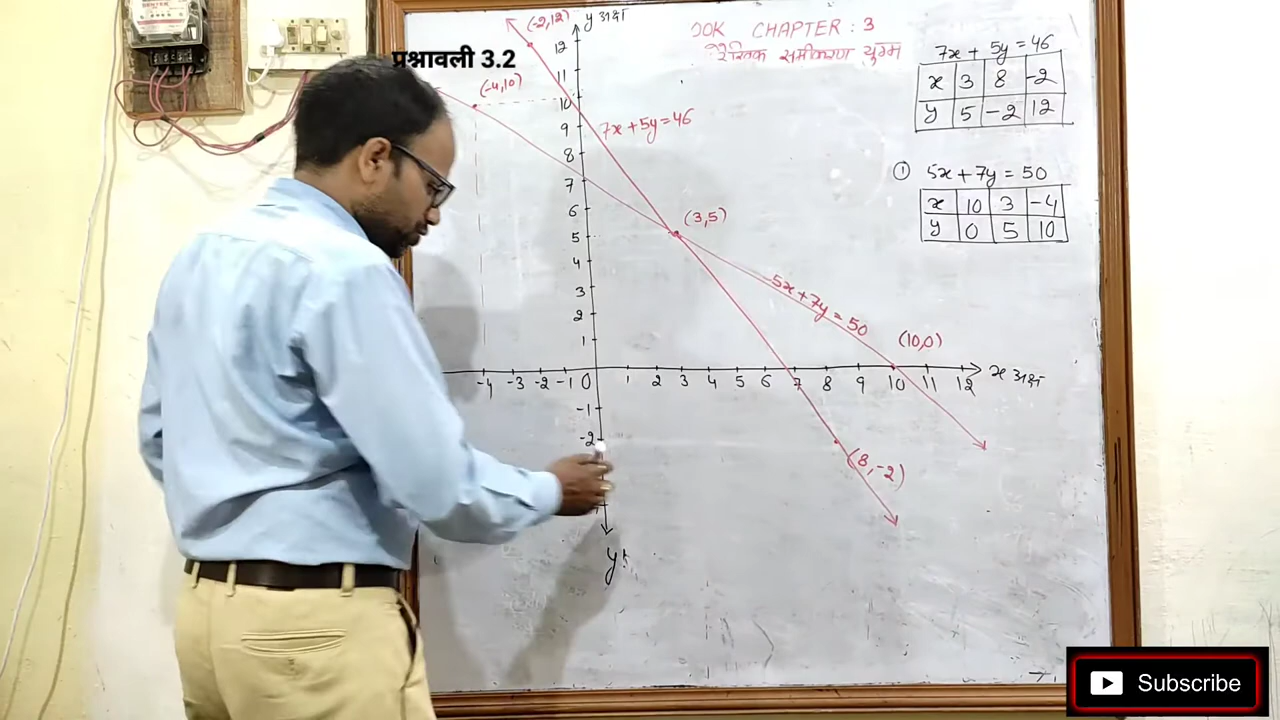 प्रश्नावली 3.2
OOK CHAPTER : 3
रैखिक समीकरण युग्म
7x + 5y = 46
x 3 8 -2
y 5 -2 12
① 5x + 7y = 50
x 10 3 -4
y 0 5 10
y अक्ष
(-2,12)
(-4,10)
7x + 5y = 46
(3,5)
5x + 7y = 50
(10,0)
(8,-2)
12
11
10
9
8
7
6
5
4
3
2
1
-4 -3 -2 -1 0 1 2 3 4 5 6 7 8 9 10 11 12 x अक्ष
-1
-2
y'
Subscribe